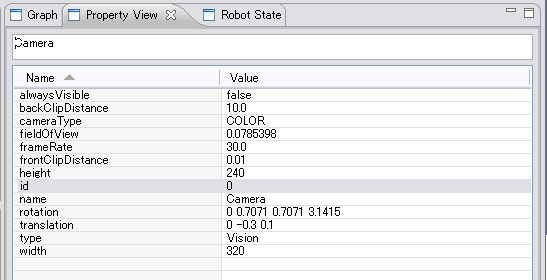 Graph Property View Robot State
Camera
Name Value
alwaysVisible false
backClipDistance 10.0
cameraType COLOR
fieldOfView 0.0785398
frameRate 30.0
frontClipDistance 0.01
height 240
id 0
name Camera
rotation 0 0.7071 0.7071 3.1415
translation 0 -0.3 0.1
type Vision
width 320